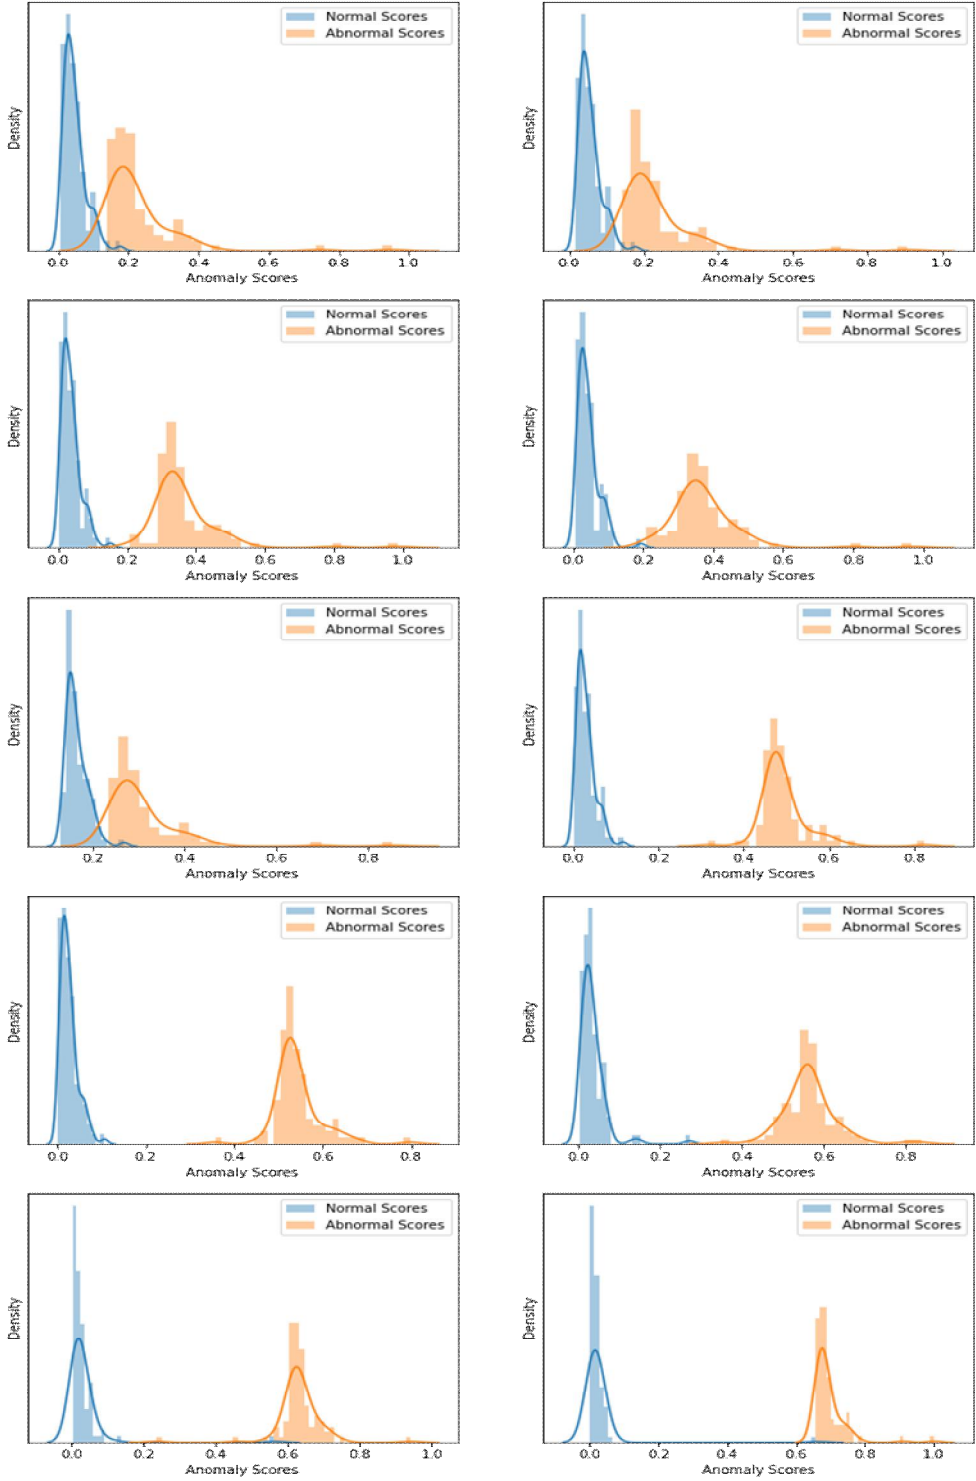 Normal Scores
Abnormal Scores
Density
0.0 0.2 0.4 0.6 0.8 1.0
Anomaly Scores
Normal Scores
Abnormal Scores
Density
0.0 0.2 0.4 0.6 0.8 1.0
Anomaly Scores
Normal Scores
Abnormal Scores
Density
0.0 0.2 0.4 0.6 0.8 1.0
Anomaly Scores
Normal Scores
Abnormal Scores
Density
0.0 0.2 0.4 0.6 0.8 1.0
Anomaly Scores
Normal Scores
Abnormal Scores
Density
0.2 0.4 0.6 0.8
Anomaly Scores
Normal Scores
Abnormal Scores
Density
0.0 0.2 0.4 0.6 0.8
Anomaly Scores
Normal Scores
Abnormal Scores
Density
0.0 0.2 0.4 0.6 0.8
Anomaly Scores
Normal Scores
Abnormal Scores
Density
0.0 0.2 0.4 0.6 0.8
Anomaly Scores
Normal Scores
Abnormal Scores
Density
0.0 0.2 0.4 0.6 0.8 1.0
Anomaly Scores
Normal Scores
Abnormal Scores
Density
0.0 0.2 0.4 0.6 0.8 1.0
Anomaly Scores